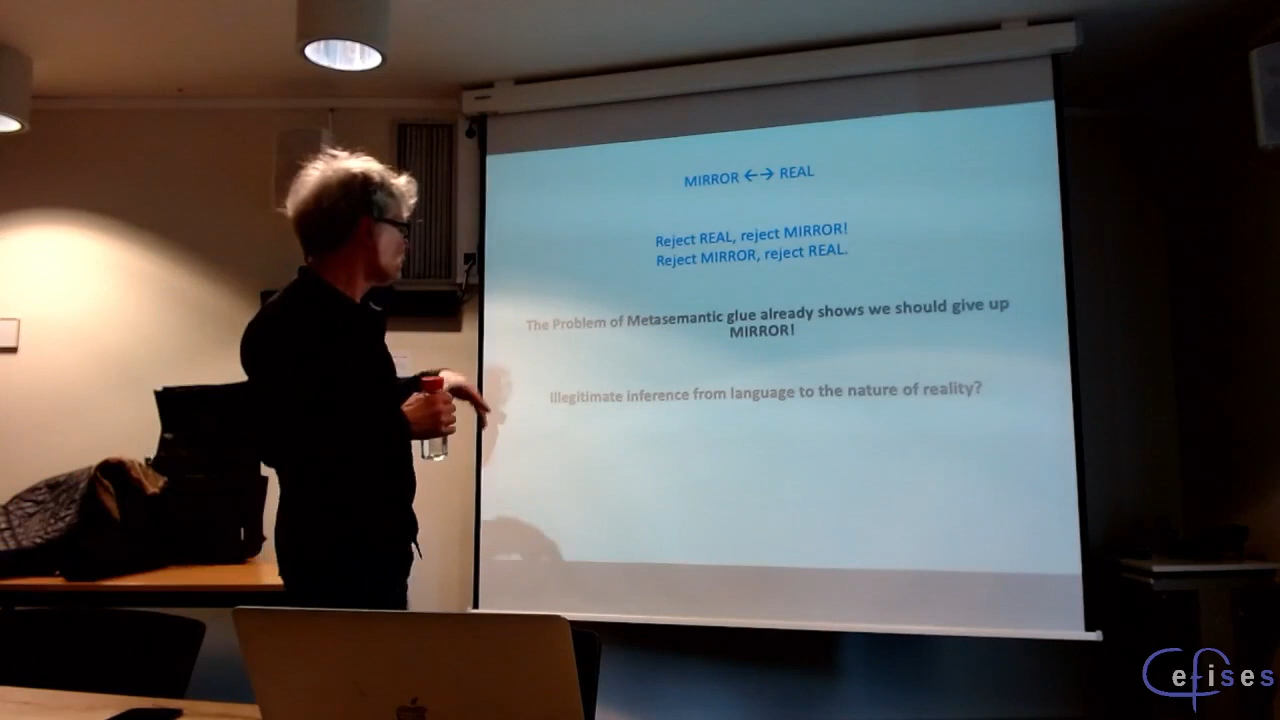 MIRROR ←→ REAL
Reject REAL, reject MIRROR!
Reject MIRROR, reject REAL.
The Problem of Metasemantic glue already shows we should give up
MIRROR!
Illegitimate inference from language to the nature of reality?
Cefises